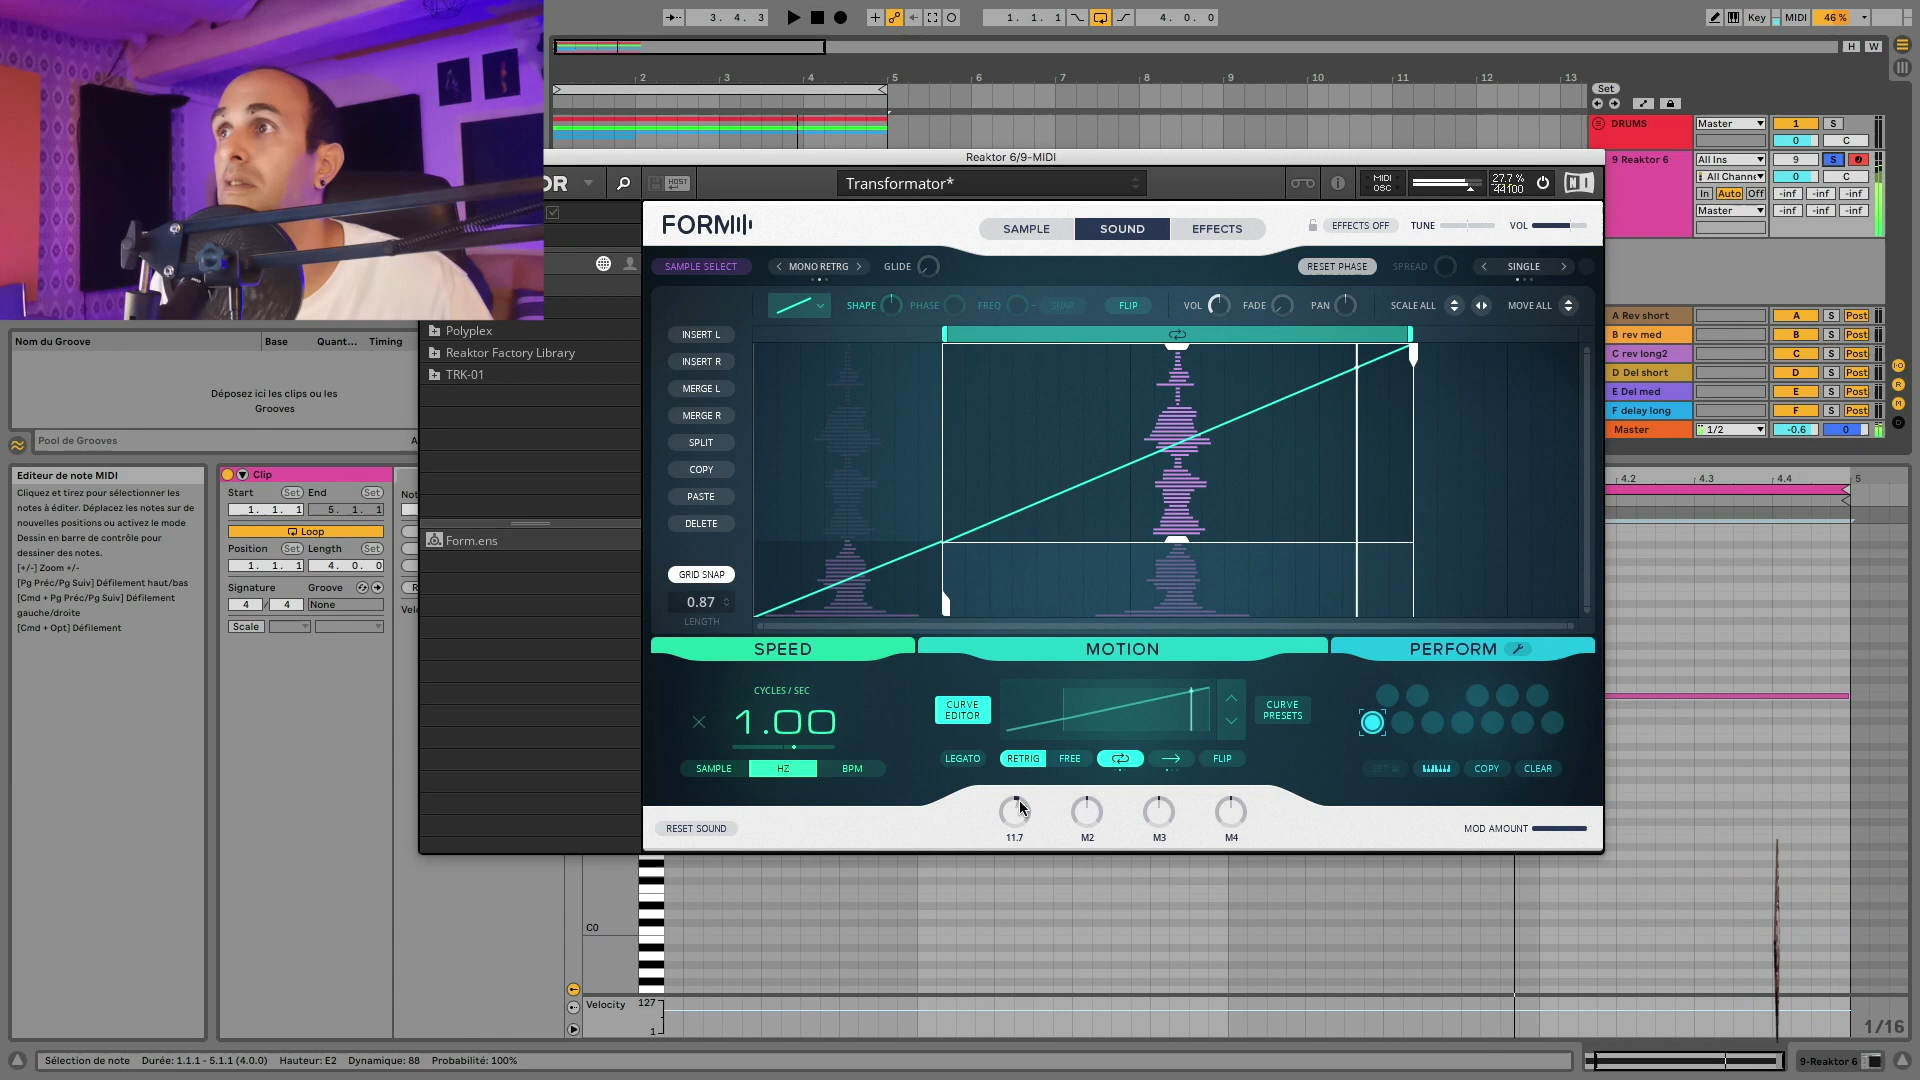 3. 4. 3
1. 1. 1
4. 0. 0
Key
MIDI
46 %
H
W
2
3
4
5
6
7
8
9
10
11
12
13
Set
DRUMS
Master
1
S
0
C
Reaktor 6/9-MIDI
9 Reaktor 6
All Ins
9
S
All Channe
0
C
In
Auto
Off
-inf
-inf
-inf
Master
-inf
-inf
-inf
OR
HOST
Transformator*
MIDI
OSC
27.7 %
44100
FORM
SAMPLE
SOUND
EFFECTS
EFFECTS OFF
TUNE
VOL
SAMPLE SELECT
MONO RETRG
GLIDE
RESET PHASE
SPREAD
SINGLE
SHAPE
PHASE
FREQ
SNAP
FLIP
VOL
FADE
PAN
SCALE ALL
MOVE ALL
A Rev short
A
S
Post
B rev med
B
S
Post
C rev long2
C
S
Post
D Del short
D
S
Post
E Del med
E
S
Post
F delay long
F
S
Post
Master
1/2
-0.6
0
Nom du Groove
Base
Quant...
Timing
Déposez ici les clips ou les
Grooves
Pool de Grooves
A
Polyplex
Reaktor Factory Library
TRK-01
Form.ens
INSERT L
INSERT R
MERGE L
MERGE R
SPLIT
COPY
PASTE
DELETE
GRID SNAP
0.87
LENGTH
SPEED
MOTION
PERFORM
CYCLES / SEC
1.00
SAMPLE
HZ
BPM
CURVE
EDITOR
CURVE
PRESETS
LEGATO
RETRIG
FREE
FLIP
COPY
CLEAR
RESET SOUND
11.7
M2
M3
M4
MOD AMOUNT
Editeur de note MIDI
Cliquez et tirez pour sélectionner les
notes à éditer. Déplacez les notes sur de
nouvelles positions ou activez le mode
Dessin en barre de contrôle pour
dessiner des notes.
[+/-] Zoom +/-
[Pg Préc/Pg Suiv] Défilement haut/bas
[Cmd + Pg Préc/Pg Suiv] Défilement
gauche/droite
[Cmd + Opt] Défilement
Clip
Start
Set
End
Set
1. 1. 1
5. 1. 1
Loop
Position
Set
Length
Set
1. 1. 1
4. 0. 0
Signature
Groove
4
/
4
None
Scale
Not
R
Velo
4.2
4.3
4.4
5
C0
Velocity
127
1
1/16
Sélection de note
Durée: 1.1.1 - 5.1.1 (4.0.0)
Hauteur: E2
Dynamique: 88
Probabilité: 100%
9-Reaktor 6